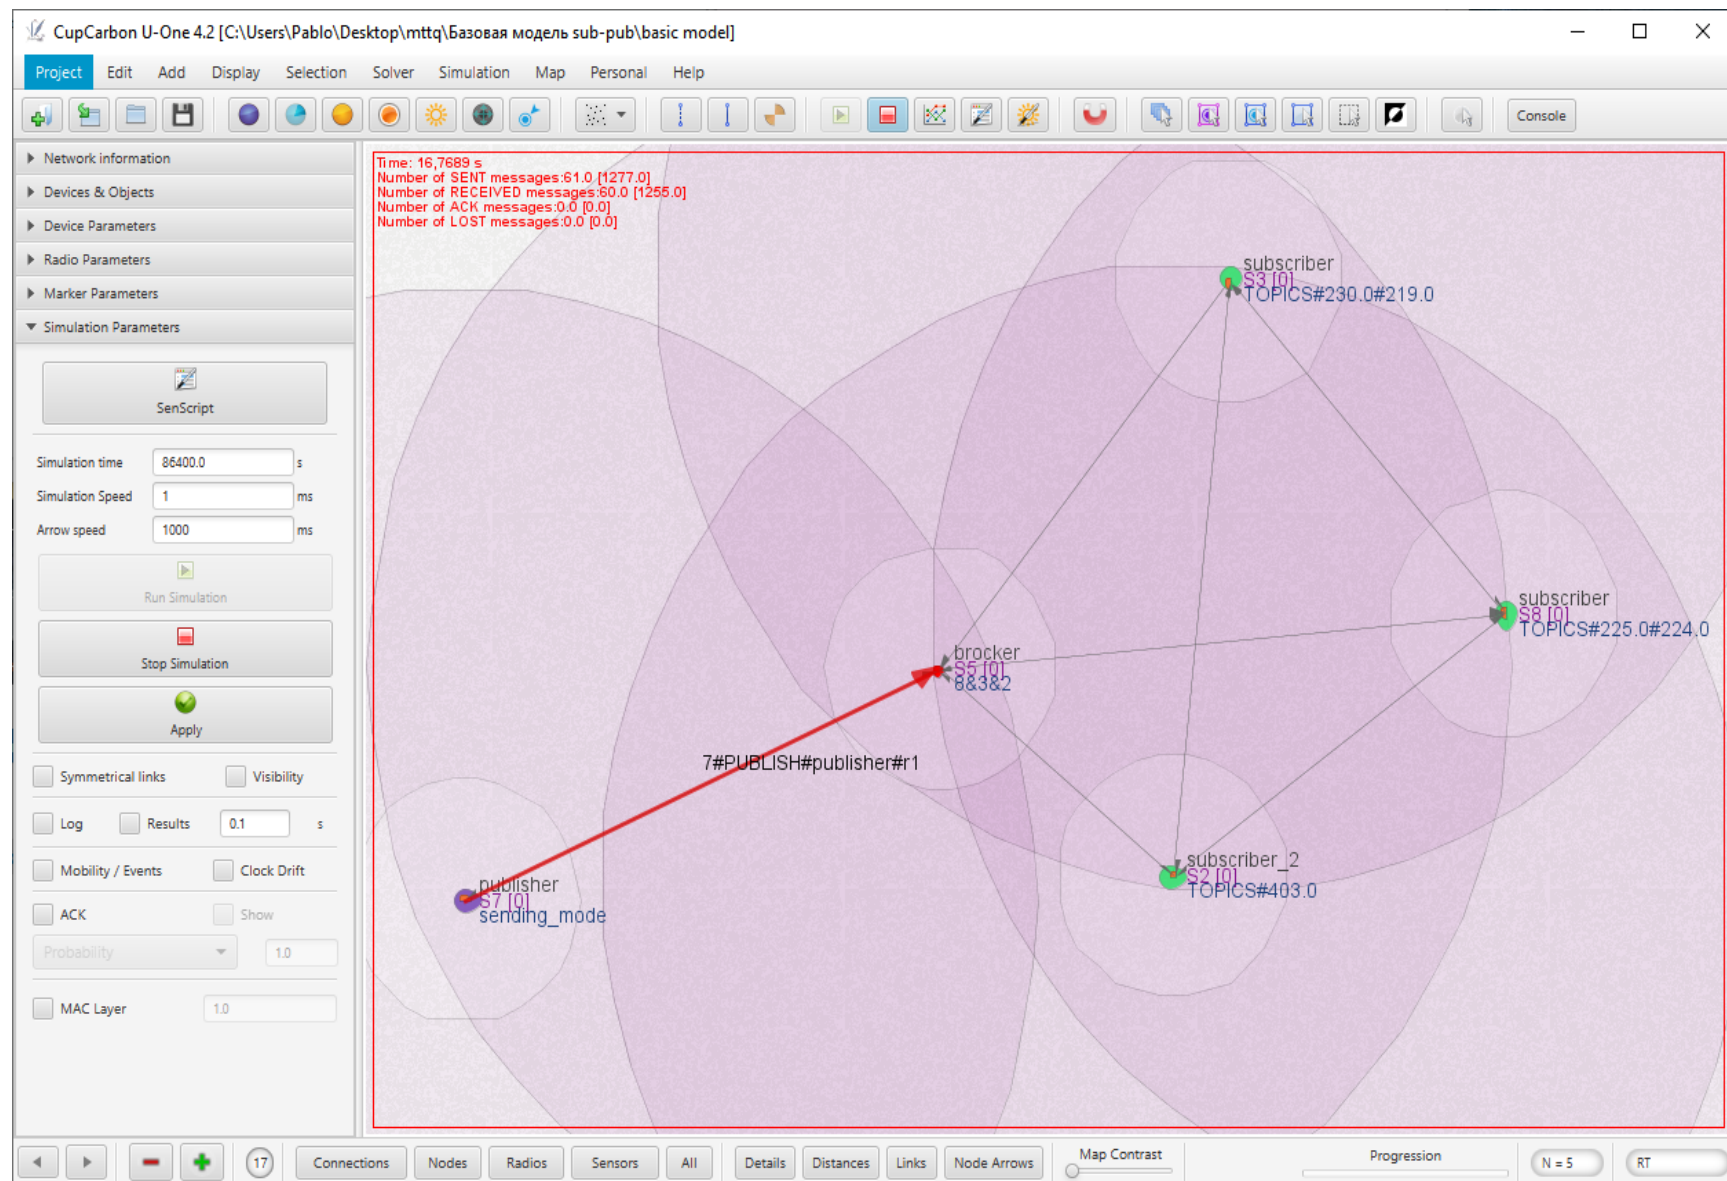 CupCarbon U-One 4.2 [C:\Users\Pablo\Desktop\mttq\Базовая модель sub-pub\basic model]
Project Edit Add Display Selection Solver Simulation Map Personal Help
Console
Network information
Devices & Objects
Device Parameters
Radio Parameters
Marker Parameters
Simulation Parameters
SenScript
Simulation time 86400.0 s
Simulation Speed 1 ms
Arrow speed 1000 ms
Run Simulation
Stop Simulation
Apply
Symmetrical links Visibility
Log Results 0.1 s
Mobility / Events Clock Drift
ACK Show
Probability 1.0
MAC Layer 1.0
Time: 16,7689 s
Number of SENT messages:61.0 [1277.0]
Number of RECEIVED messages:60.0 [1255.0]
Number of ACK messages:0.0 [0.0]
Number of LOST messages:0.0 [0.0]
subscriber
S3 [0]
TOPICS#230.0#219.0
subscriber
S8 [0]
TOPICS#225.0#224.0
brocker
S5 [0]
8&3&2
7#PUBLISH#publisher#r1
subscriber_2
S2 [0]
TOPICS#403.0
publisher
S7 [0]
sending_mode
17 Connections Nodes Radios Sensors All Details Distances Links Node Arrows Map Contrast Progression N = 5 RT